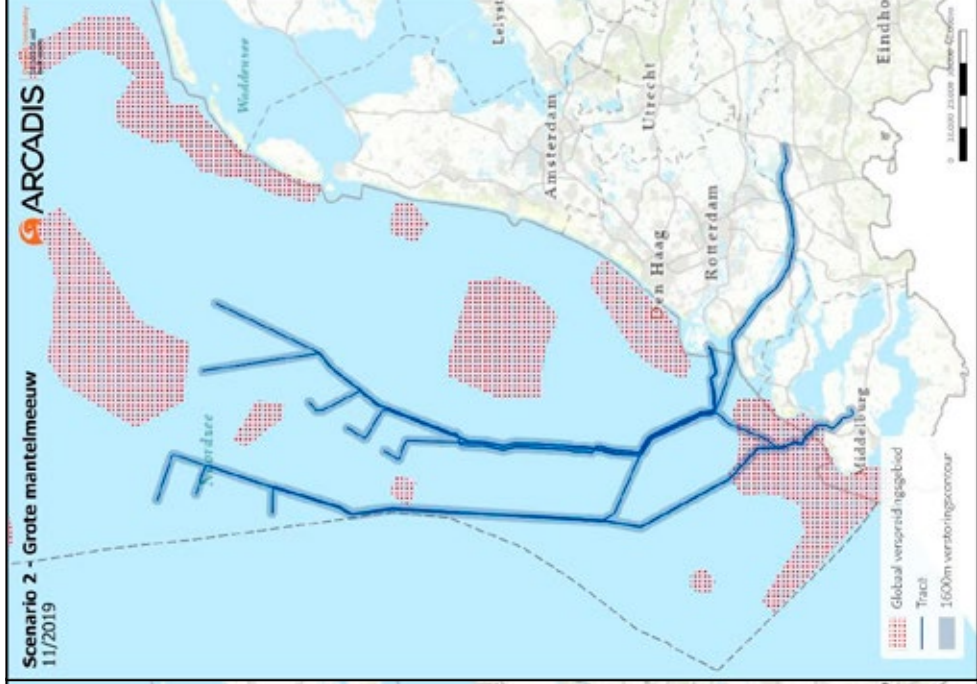 Scenario 2 - Grote mantelmeeuw
11/2019
ARCADIS
Waddenzee
Leiyst
Noordzee
Amsterdam
Utrecht
Den Haag
Rotterdam
Eindho
Middelburg
Globaal verspreidingsgebied
Tracé
1600m verstoringscontour